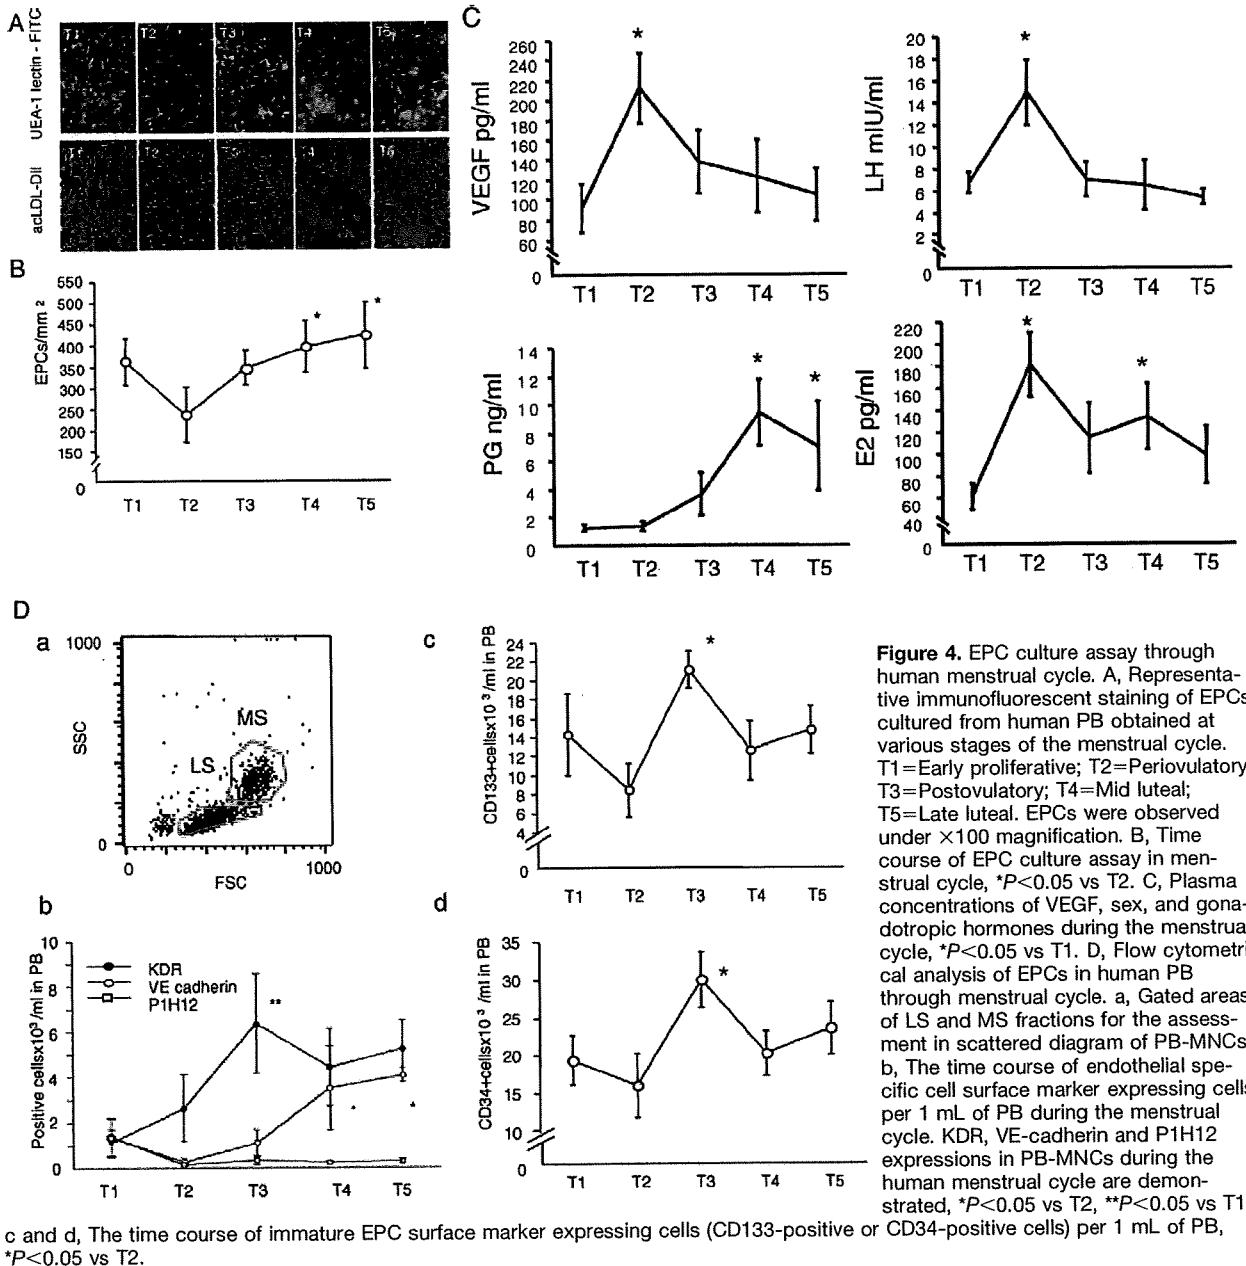 A
UEA-1 lectin - FITC
T1 T2 T3 T4 T5
acLDL-DiI
T1 T2 T3 T4 T5
B
EPCs/mm 2
550
500
450
400
350
300
250
200
150
0
* *
T1 T2 T3 T4 T5
C
VEGF pg/ml
260
240
220
200
180
160
140
120
100
80
60
0
*
T1 T2 T3 T4 T5
LH mIU/ml
20
18
16
14
12
10
8
6
4
2
0
*
T1 T2 T3 T4 T5
PG ng/ml
14
12
10
8
6
4
2
0
* *
T1 T2 T3 T4 T5
E2 pg/ml
220
200
180
160
140
120
100
80
60
40
0
* *
T1 T2 T3 T4 T5
D
a
1000
SSC
MS
LS
0
0 1000
FSC
b
Positive cellsx10³/ml in PB
10
8
6
4
2
0
KDR
VE cadherin
P1H12
**
* *
T1 T2 T3 T4 T5
c
CD133+cellsx10 3 /ml in PB
24
22
20
18
16
14
12
10
8
6
4
0
*
T1 T2 T3 T4 T5
d
CD34+cellsx10 3 /ml in PB
35
30
25
20
15
10
0
*
T1 T2 T3 T4 T5
Figure 4. EPC culture assay through
human menstrual cycle. A, Representa-
tive immunofluorescent staining of EPCs
cultured from human PB obtained at
various stages of the menstrual cycle.
T1=Early proliferative; T2=Periovulatory
T3=Postovulatory; T4=Mid luteal;
T5=Late luteal. EPCs were observed
under ×100 magnification. B, Time
course of EPC culture assay in men-
strual cycle, *P<0.05 vs T2. C, Plasma
concentrations of VEGF, sex, and gona-
dotropic hormones during the menstrua
cycle, *P<0.05 vs T1. D, Flow cytometri
cal analysis of EPCs in human PB
through menstrual cycle. a, Gated areas
of LS and MS fractions for the assess-
ment in scattered diagram of PB-MNCs
b, The time course of endothelial spe-
cific cell surface marker expressing cells
per 1 mL of PB during the menstrual
cycle. KDR, VE-cadherin and P1H12
expressions in PB-MNCs during the
human menstrual cycle are demon-
strated, *P<0.05 vs T2, **P<0.05 vs T1
c and d, The time course of immature EPC surface marker expressing cells (CD133-positive or CD34-positive cells) per 1 mL of PB,
*P<0.05 vs T2.